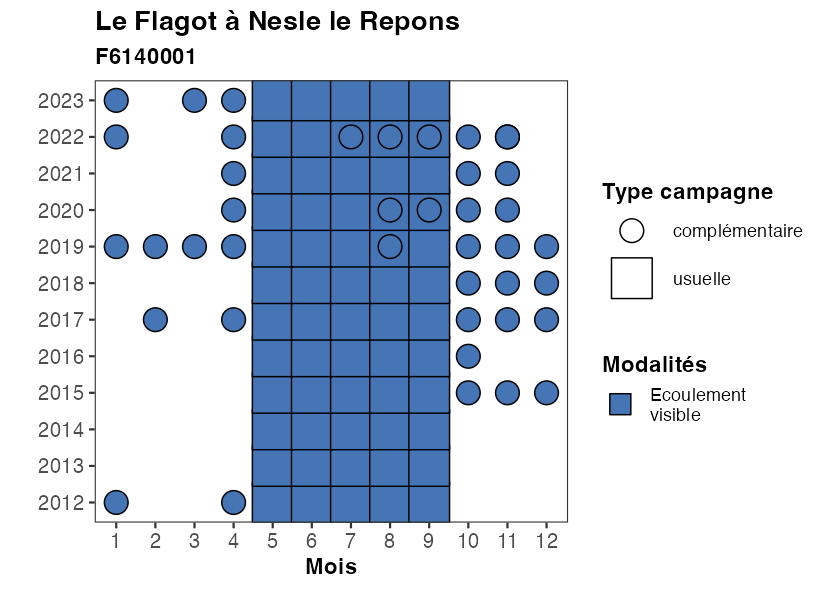 Le Flagot à Nesle le Repons
F6140001
2023
2022
2021
2020
2019
2018
2017
2016
2015
2014
2013
2012
1 2 3 4 5 6 7 8 9 10 11 12
Mois
Type campagne
complémentaire
usuelle
Modalités
Ecoulement
visible